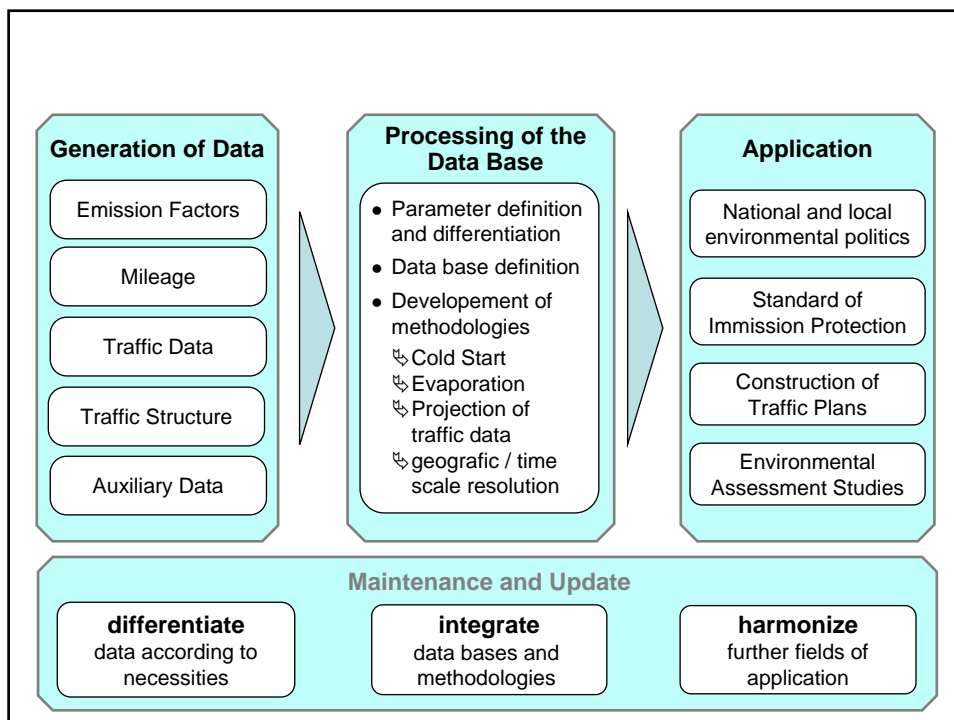 Generation of Data
Emission Factors
Mileage
Traffic Data
Traffic Structure
Auxiliary Data
Processing of the
Data Base
• Parameter definition
and differentiation
• Data base definition
• Developement of
methodologies
Cold Start
Evaporation
Projection of
traffic data
geografic / time
scale resolution
Application
National and local
environmental politics
Standard of
Immission Protection
Construction of
Traffic Plans
Environmental
Assessment Studies
Maintenance and Update
differentiate
data according to
necessities
integrate
data bases and
methodologies
harmonize
further fields of
application